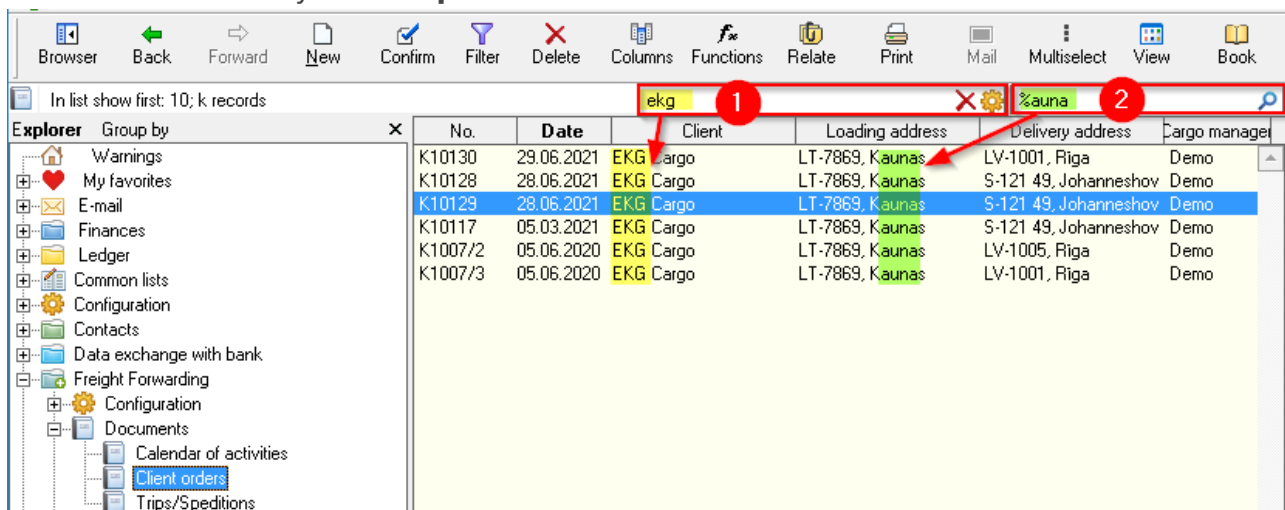 Browser Back Forward New Confirm Filter Delete Columns Functions Relate Print Mail Multiselect View Book
In list show first: 10; k records ekg 1 %auna 2
Explorer Group by
No. Date Client Loading address Delivery address Cargo manager
K10130 29.06.2021 EKG Cargo LT-7869, Kaunas LV-1001, Rīga Demo
K10128 28.06.2021 EKG Cargo LT-7869, Kaunas S-121 49, Johanneshov Demo
K10129 28.06.2021 EKG Cargo LT-7869, Kaunas S-121 49, Johanneshov Demo
K10117 05.03.2021 EKG Cargo LT-7869, Kaunas S-121 49, Johanneshov Demo
K1007/2 05.06.2020 EKG Cargo LT-7869, Kaunas LV-1005, Rīga Demo
K1007/3 05.06.2020 EKG Cargo LT-7869, Kaunas LV-1001, Rīga Demo
Warnings
My favorites
E-mail
Finances
Ledger
Common lists
Configuration
Contacts
Data exchange with bank
Freight Forwarding
Configuration
Documents
Calendar of activities
Client orders
Trips/Speditions